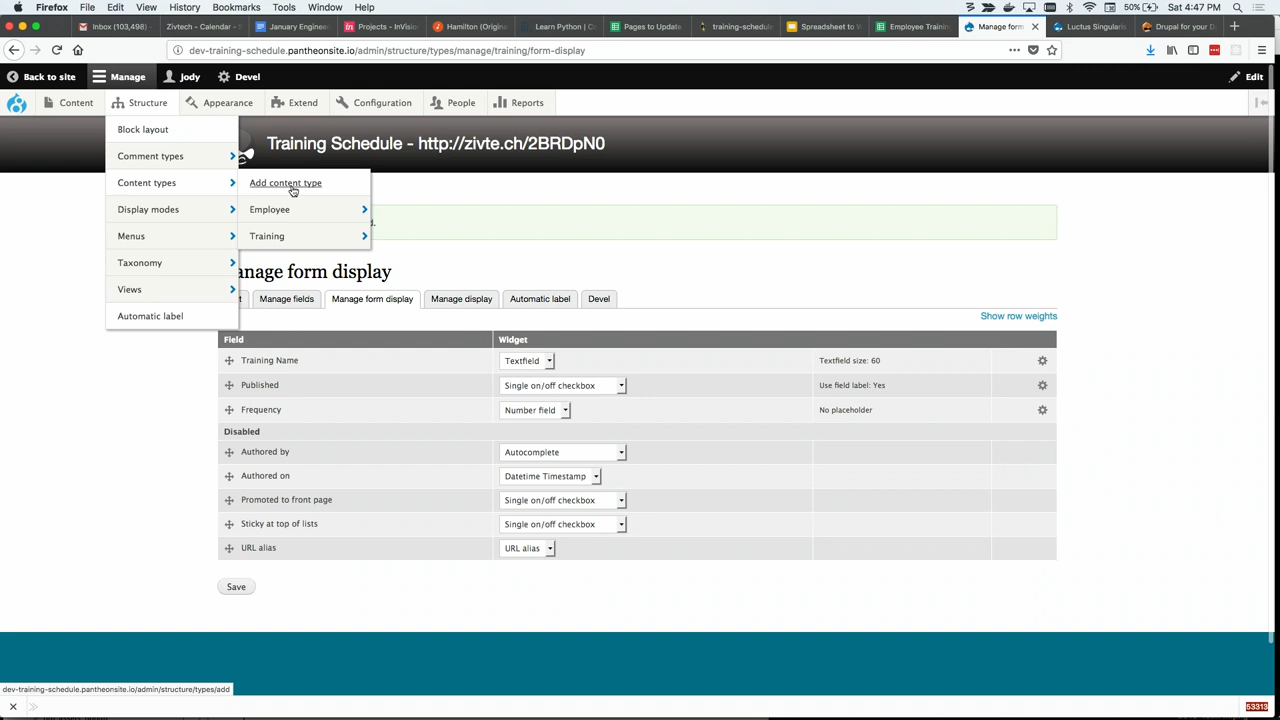 Firefox File Edit View History Bookmarks Tools Window Help 50% Sat 4:47 PM
Inbox (103,498) Zivtech - Calendar - January Engineer Projects - InVisio Hamilton (Origin Learn Python | Co Pages to Update training-schedule Spreadsheet to W Employee Training Manage form Luctus Singularis Drupal for your D
dev-training-schedule.pantheonsite.io/admin/structure/types/manage/training/form-display
Back to site Manage Jody Devel Edit
Content Structure Appearance Extend Configuration People Reports
Block layout
Training Schedule - http://zivte.ch/2BRDpN0
Comment types
Content types Add content type
Display modes Employee
d.
Menus Training
Taxonomy
anage form display
Views
t Manage fields Manage form display Manage display Automatic label Devel
Automatic label
Show row weights
Field Widget
Training Name Textfield Textfield size: 60
Published Single on/off checkbox Use field label: Yes
Frequency Number field No placeholder
Disabled
Authored by Autocomplete
Authored on Datetime Timestamp
Promoted to front page Single on/off checkbox
Sticky at top of lists Single on/off checkbox
URL alias URL alias
Save
dev-training-schedule.pantheonsite.io/admin/structure/types/add
53313